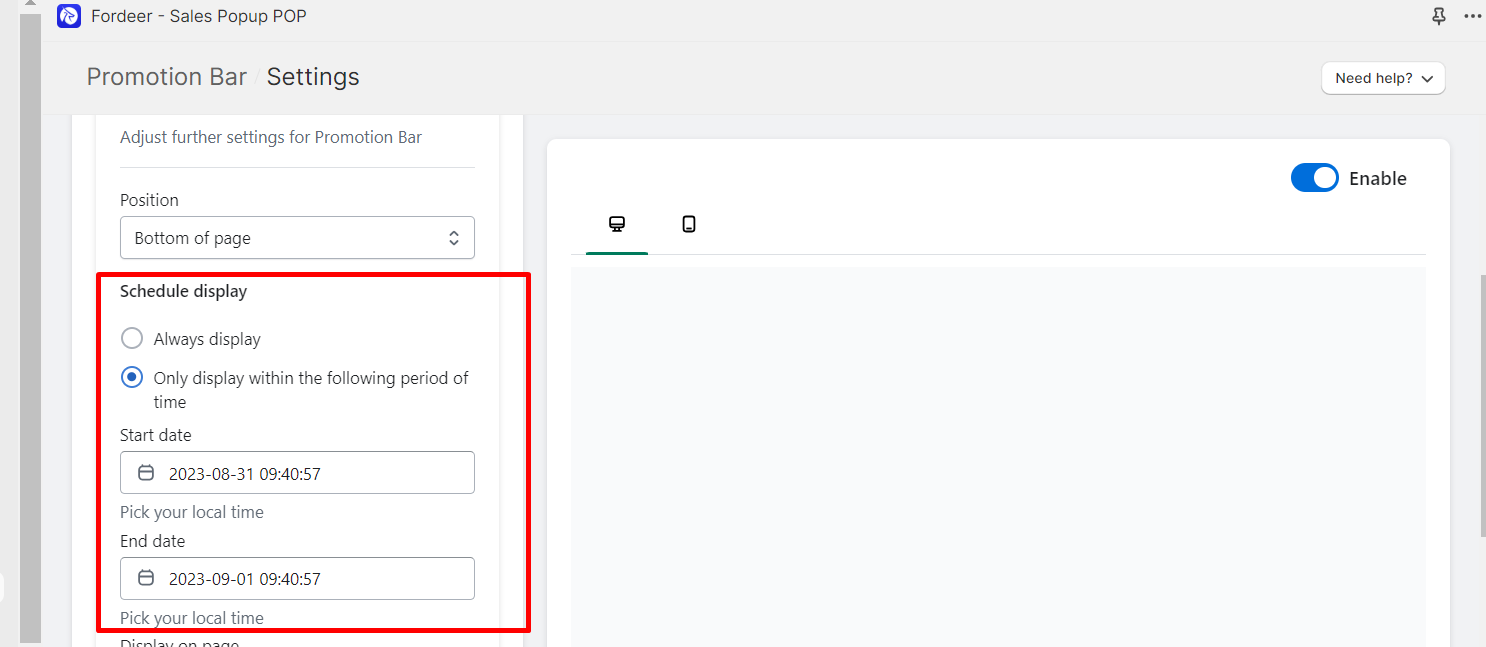 Fordeer - Sales Popup POP
Promotion Bar / Settings
Need help?
Adjust further settings for Promotion Bar
Position
Bottom of page
Schedule display
Always display
Only display within the following period of
time
Start date
2023-08-31 09:40:57
Pick your local time
End date
2023-09-01 09:40:57
Pick your local time
Display on page
Enable